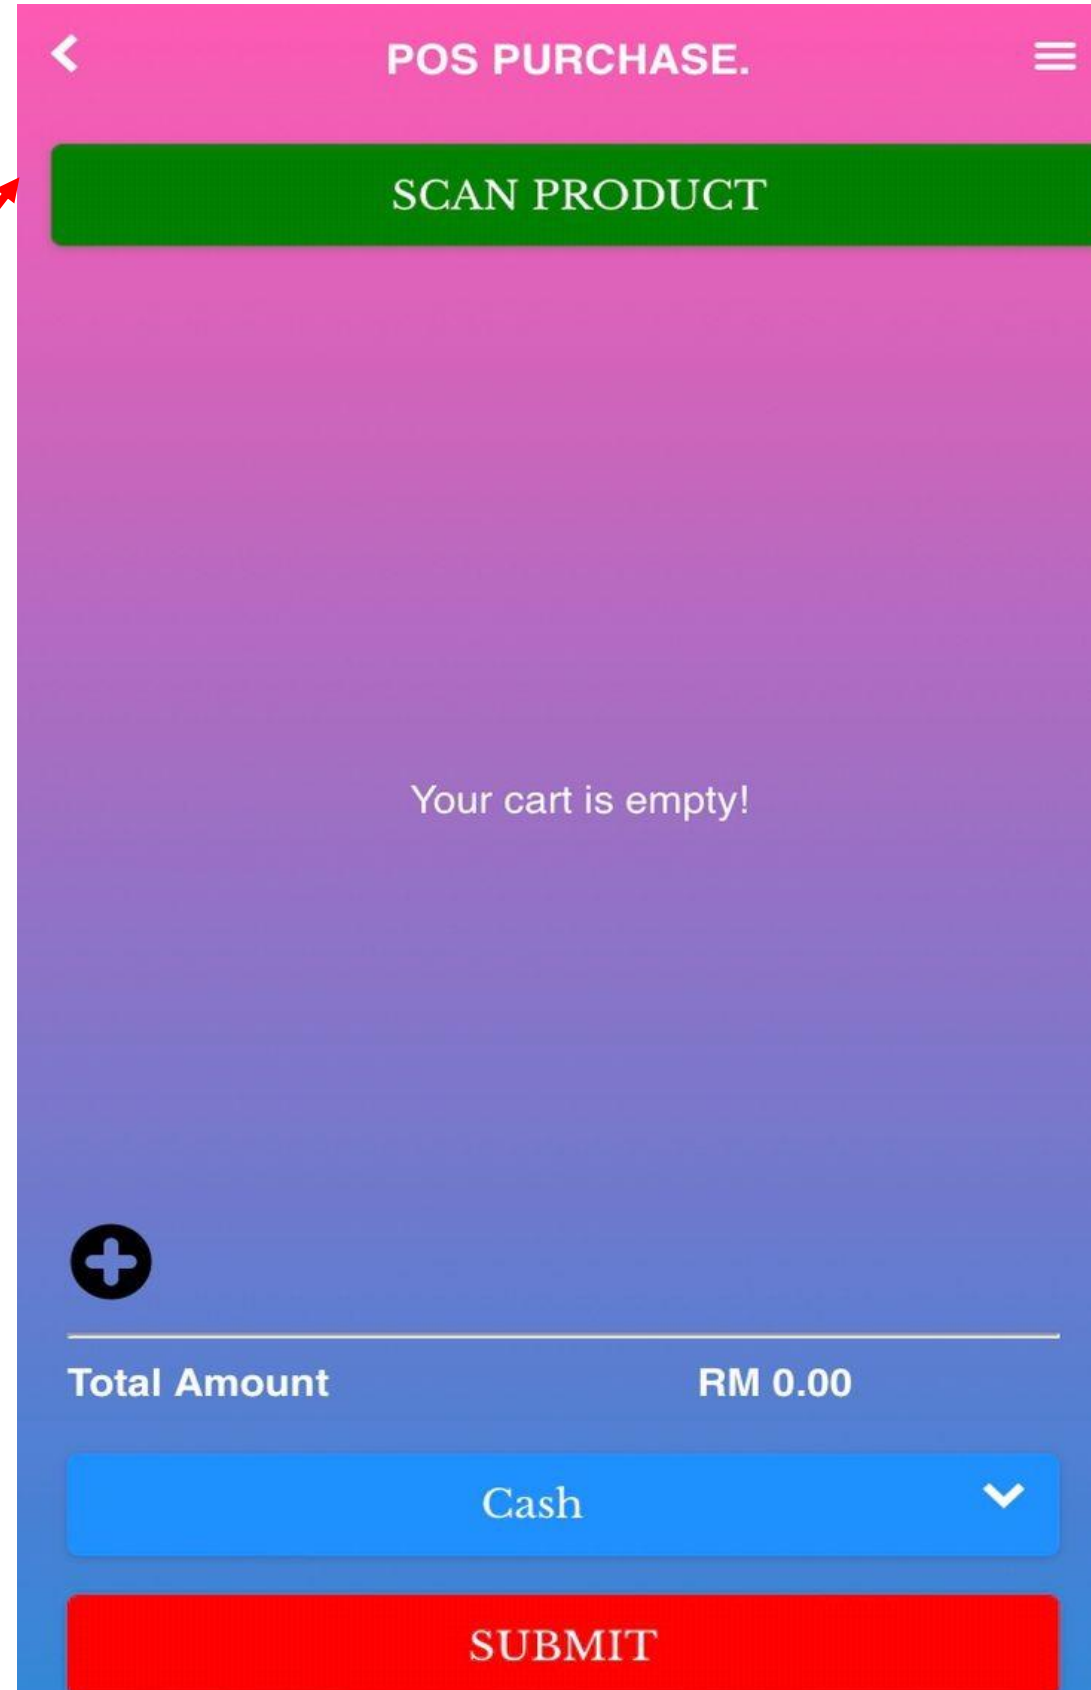 POS PURCHASE.
SCAN PRODUCT
Your cart is empty!
Total Amount RM 0.00
Cash
SUBMIT